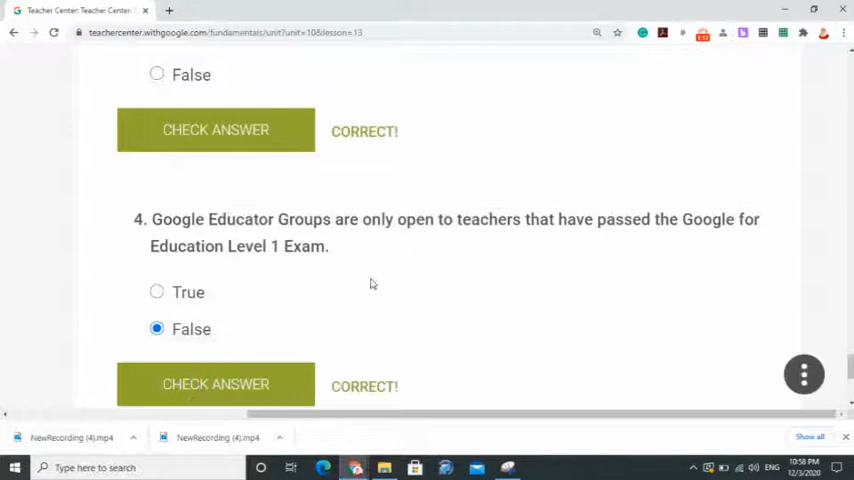 Teacher Center: Teacher Center:
teachercenter.withgoogle.com/fundamentals/unit?unit=10&lesson=13
False
CHECK ANSWER
CORRECT!
4. Google Educator Groups are only open to teachers that have passed the Google for
Education Level 1 Exam.
True
False
CHECK ANSWER
CORRECT!
NewRecording (4).mp4
NewRecording (4).mp4
Show all
Type here to search
ENG
10:58 PM
12/3/2020